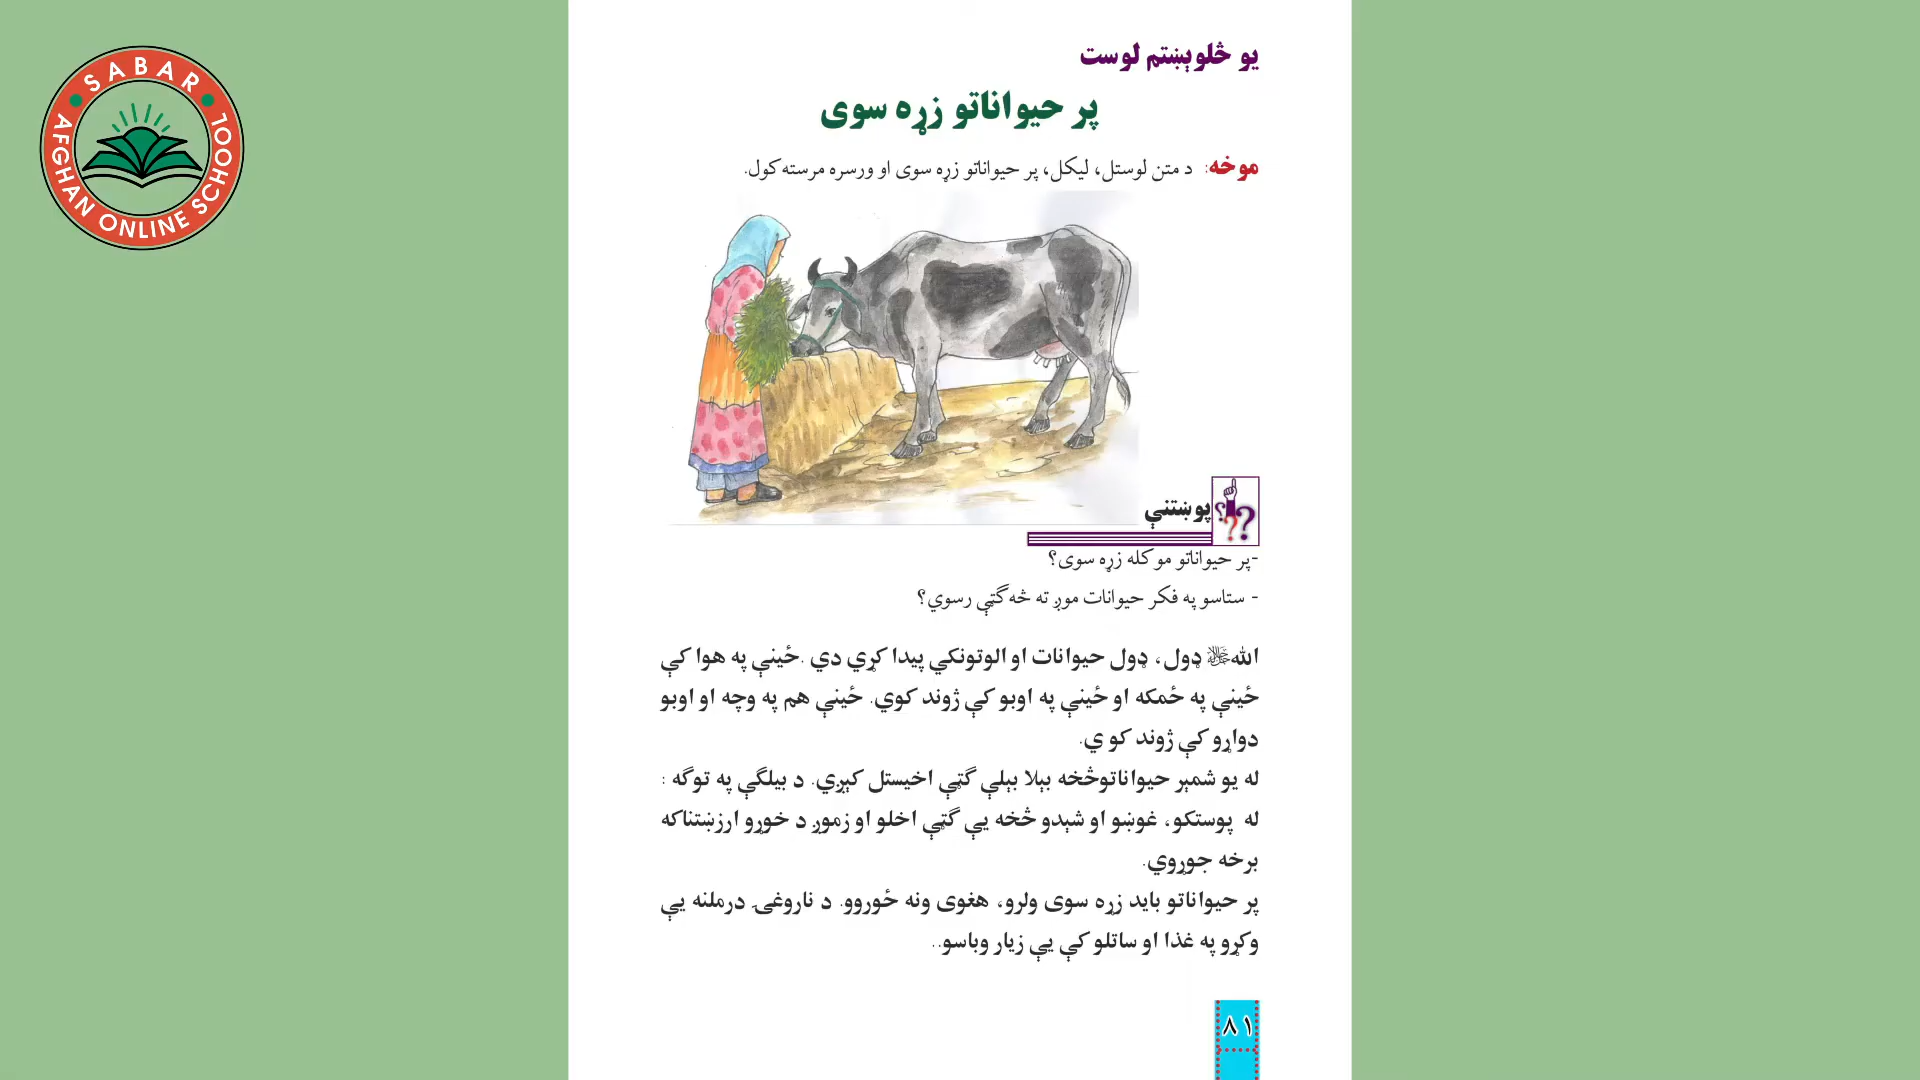 SABAR
AFGHAN ONLINE SCHOOL
یو څلوېښتم لوست
پر حیواناتو زړه سوی
موخه: د متن لوستل، لیکل، پر حیواناتو زړه سوی او ورسره مرسته کول.
پوښتنې
-پر حیواناتو مو کله زړه سوی؟
- ستاسو په فکر حیوانات موږ ته څه ګټې رسوي؟
الله ﷻ ډول، ډول حیوانات او الوتونکي پیدا کړي دي .ځینې په هوا کې
ځینې په ځمکه او ځینې په اوبو کې ژوند کوي. ځینې هم په وچه او اوبو
دواړو کې ژوند کو ي.
له یو شمېر حیواناتوڅخه بېلا بېلې ګټې اخیستل کېږي. د بیلګې په توګه :
له پوستکو، غوښو او شېدو څخه یې ګټې اخلو او زموږ د خوړو ارزښتناکه
برخه جوړوي.
پر حیواناتو باید زړه سوی ولرو، هغوی ونه ځوروو. د ناروغۍ درملنه یې
وکړو په غذا او ساتلو کې یې زیار وباسو..
۸۱